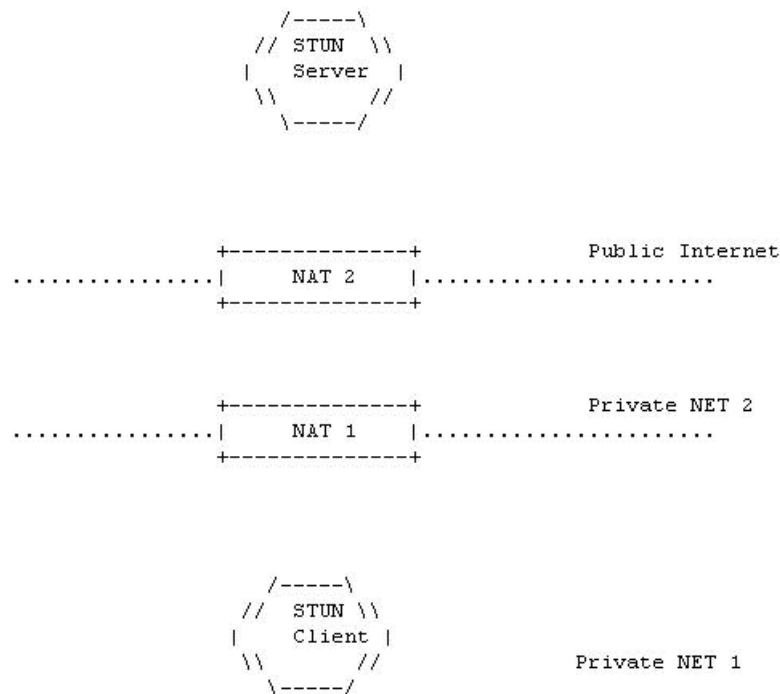 /-----\
// STUN \\
| Server |
\\ //
\-----/
+--------------+ Public Internet
................| NAT 2 |.......................
+--------------+
+--------------+ Private NET 2
................| NAT 1 |.......................
+--------------+
/-----\
// STUN \\
| Client |
\\ // Private NET 1
\-----/